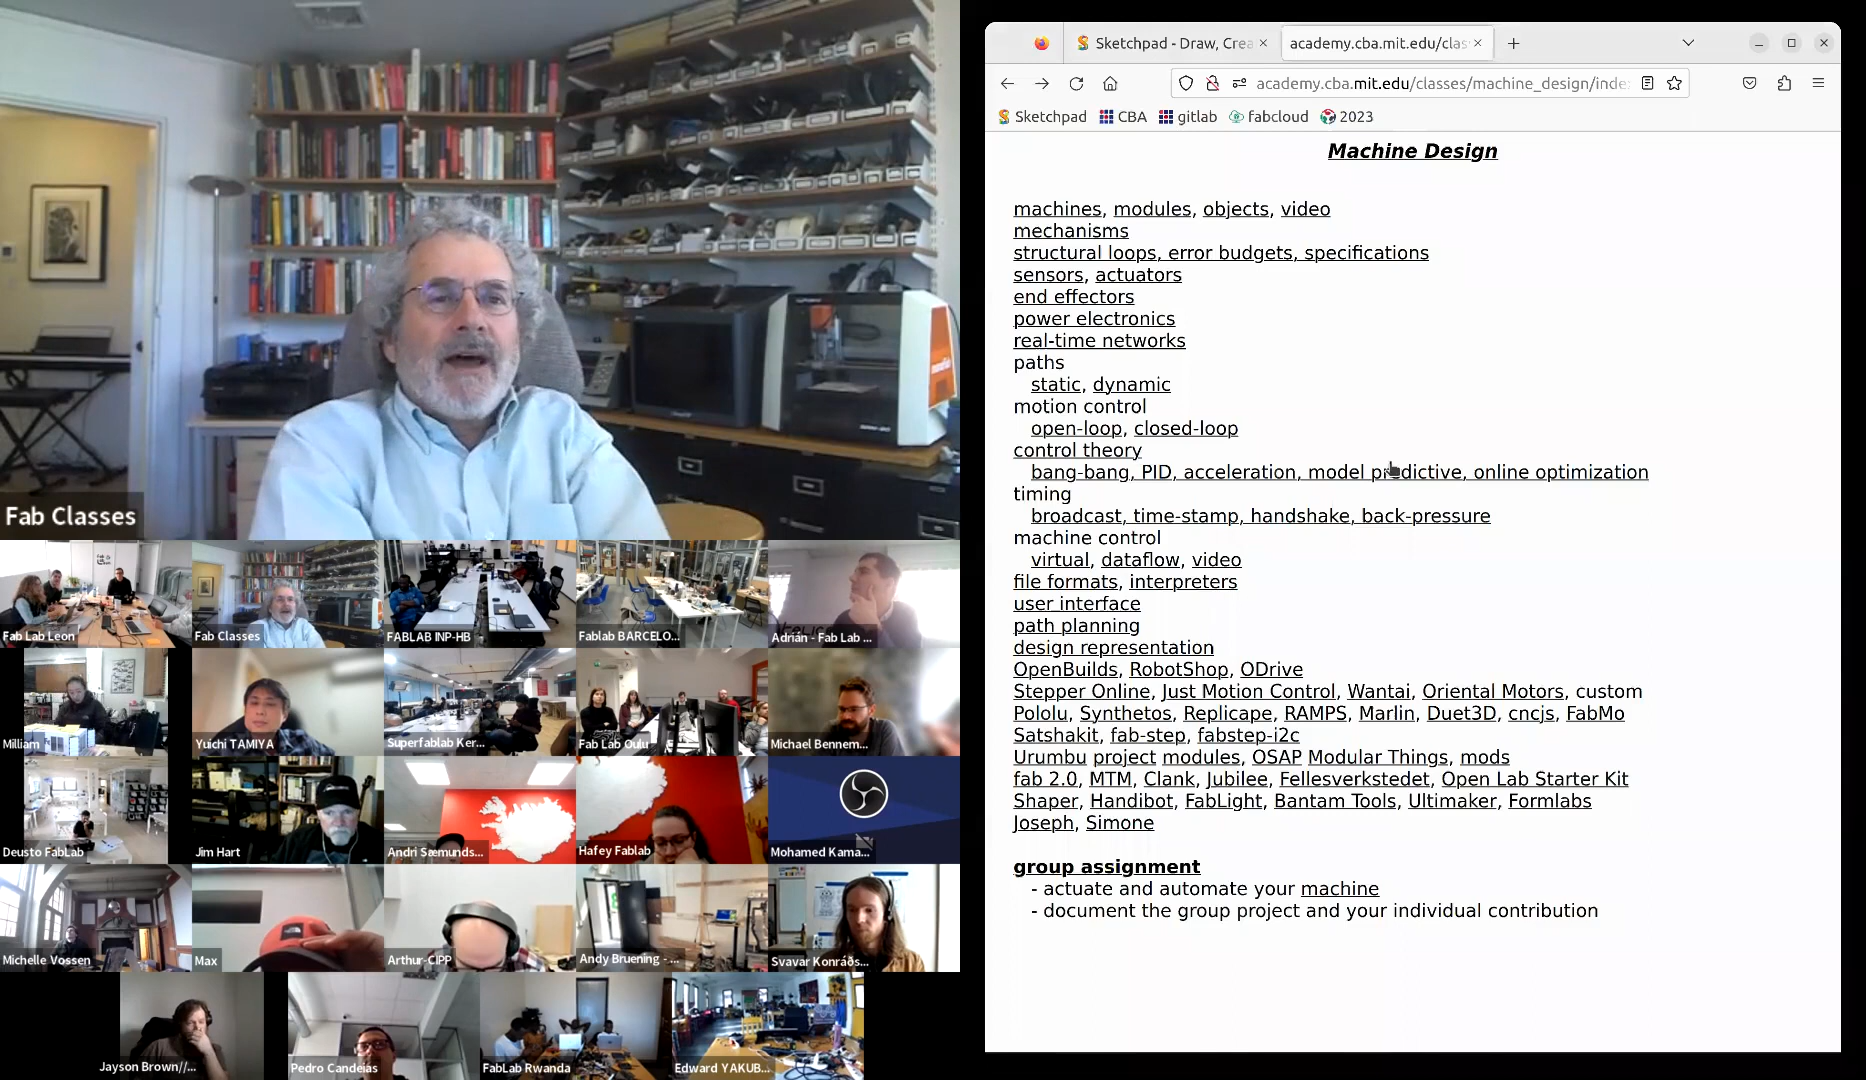 Fab Classes
Fab Lab Leon
Fab Classes
FABLAB INP-HB
Fablab BARCELO...
Adrián - Fab Lab ...
Milliam
Yuichi TAMIYA
Superfablab Ker...
Fab Lab Oulu
Michael Bennem...
Deusto FabLab
Jim Hart
Andri Sæmunds...
Hafey Fablab
Mohamed Kama...
Michelle Vossen
Max
Arthur-CIPP
Andy Bruening - ...
Svavar Konráðs...
Jayson Brown//...
Pedro Candeias
FabLab Rwanda
Edward YAKUB...
Sketchpad - Draw, Crea
academy.cba.mit.edu/clas
academy.cba.mit.edu/classes/machine_design/inde
Sketchpad CBA gitlab fabcloud 2023
Machine Design
machines, modules, objects, video
mechanisms
structural loops, error budgets, specifications
sensors, actuators
end effectors
power electronics
real-time networks
paths
static, dynamic
motion control
open-loop, closed-loop
control theory
bang-bang, PID, acceleration, model predictive, online optimization
timing
broadcast, time-stamp, handshake, back-pressure
machine control
virtual, dataflow, video
file formats, interpreters
user interface
path planning
design representation
OpenBuilds, RobotShop, ODrive
Stepper Online, Just Motion Control, Wantai, Oriental Motors, custom
Pololu, Synthetos, Replicape, RAMPS, Marlin, Duet3D, cncjs, FabMo
Satshakit, fab-step, fabstep-i2c
Urumbu project modules, OSAP Modular Things, mods
fab 2.0, MTM, Clank, Jubilee, Fellesverkstedet, Open Lab Starter Kit
Shaper, Handibot, FabLight, Bantam Tools, Ultimaker, Formlabs
Joseph, Simone
group assignment
- actuate and automate your machine
- document the group project and your individual contribution